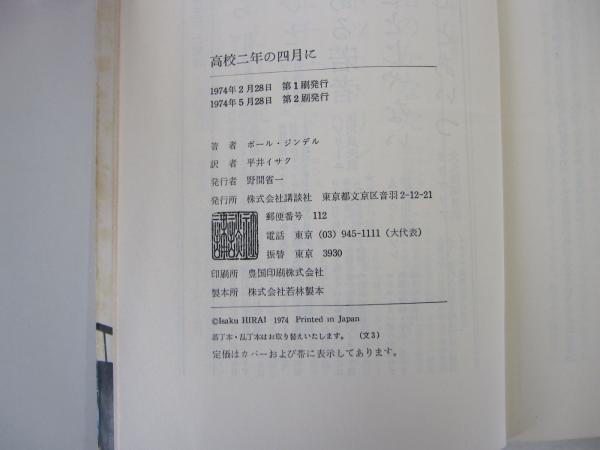 高校二年の四月に
1974年2月28日 第1刷発行
1974年5月28日 第2刷発行
著者 ポール・ジンデル
訳者 平井イサク
発行者 野間省一
発行所 株式会社講談社 東京都文京区音羽2-12-21
郵便番号 112
電話 東京 (03) 945-1111 (大代表)
振替 東京 3930
印刷所 豊国印刷株式会社
製本所 株式会社若林製本
©Isaku HIRAI 1974 Printed in Japan
落丁本・乱丁本はお取り替えいたします。 (文3)
定価はカバーおよび帯に表示してあります。